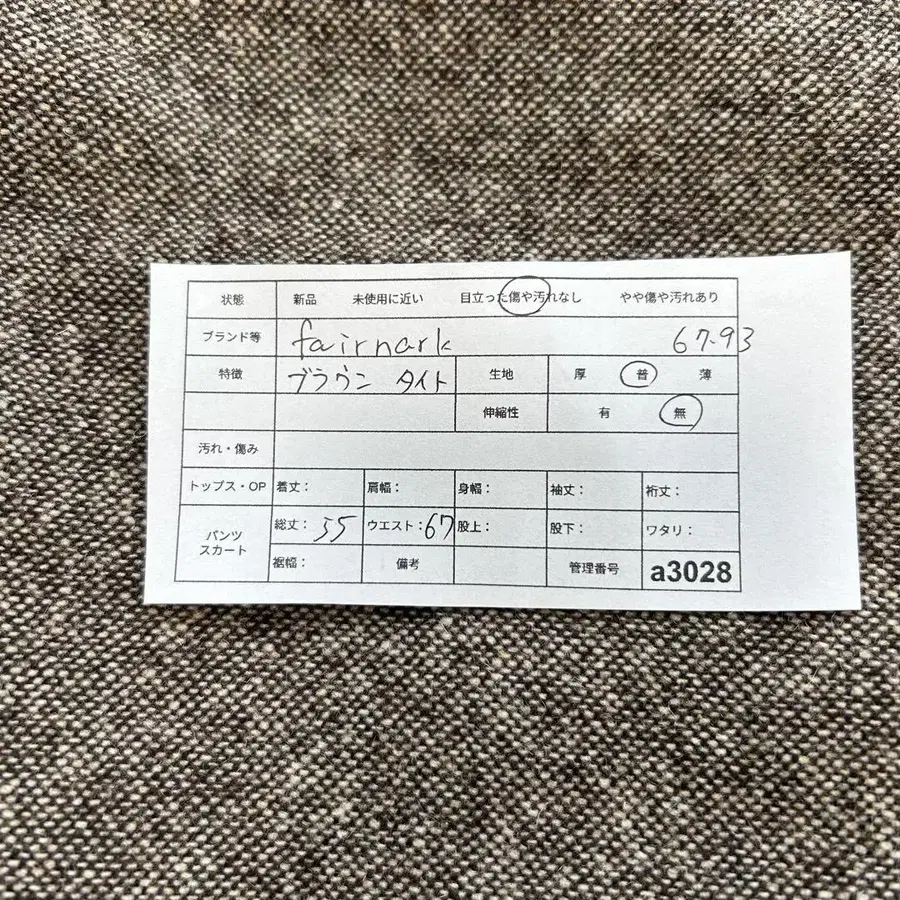 状態 新品 未使用に近い 目立った傷や汚れなし やや傷や汚れあり
ブランド等 fairnark 67-93
特徴 ブラウン タイト 生地 厚 普 薄
伸縮性 有 無
汚れ・傷み
トップス・OP 着丈: 肩幅: 身幅: 袖丈: 裄丈:
パンツ スカート 総丈: 55 ウエスト: 67 股上: 股下: ワタリ:
裾幅: 備考 管理番号 a3028